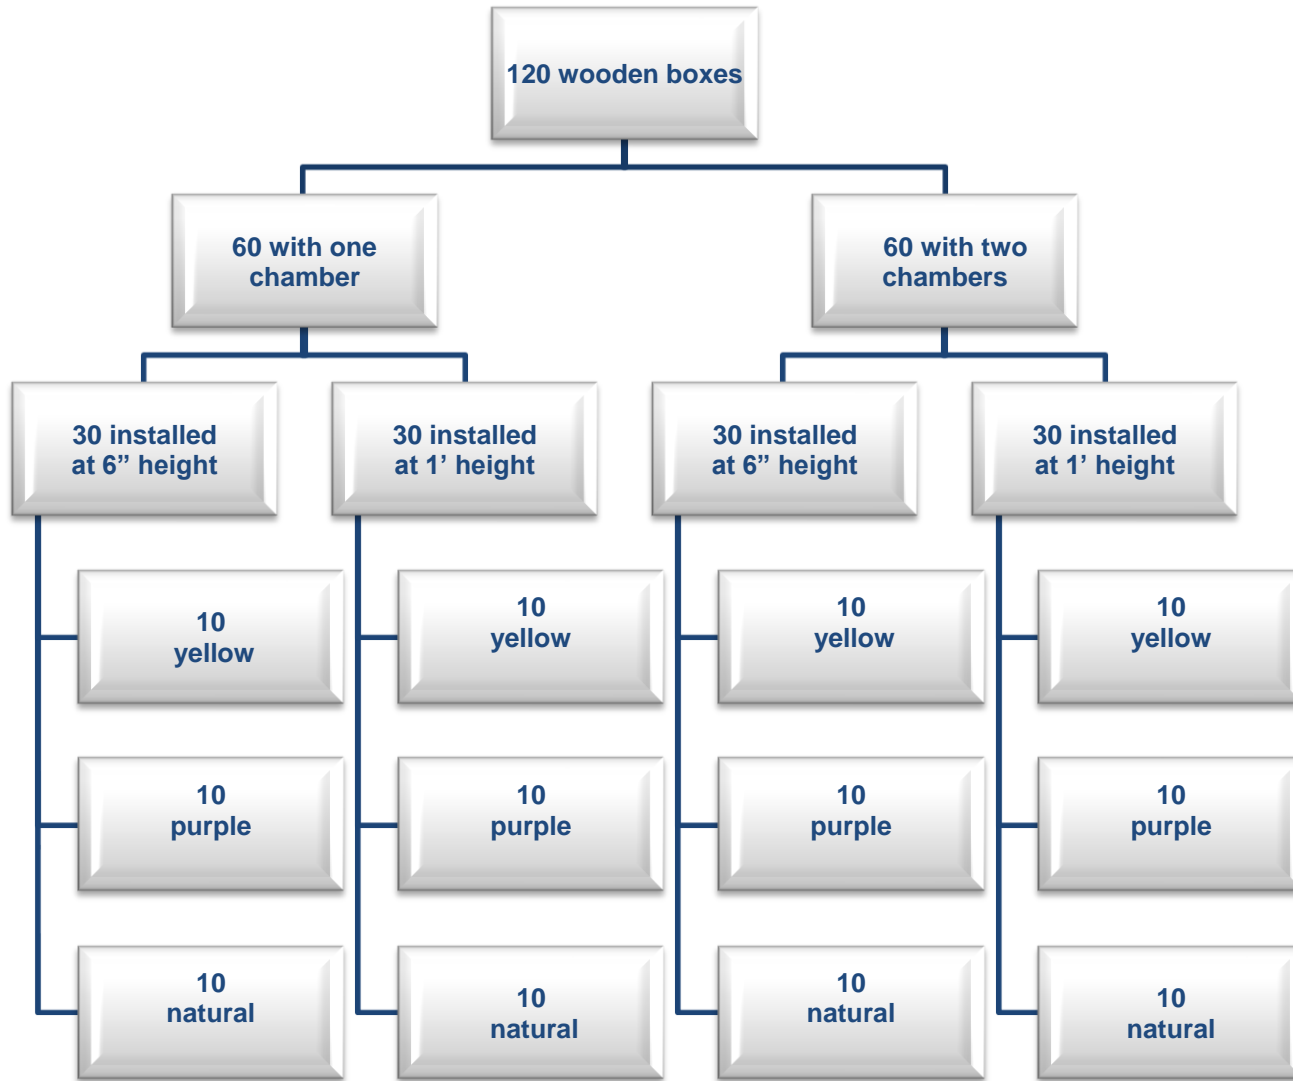 120 wooden boxes
60 with one
chamber
60 with two
chambers
30 installed
at 6” height
30 installed
at 1’ height
30 installed
at 6” height
30 installed
at 1’ height
10
yellow
10
yellow
10
yellow
10
yellow
10
purple
10
purple
10
purple
10
purple
10
natural
10
natural
10
natural
10
natural